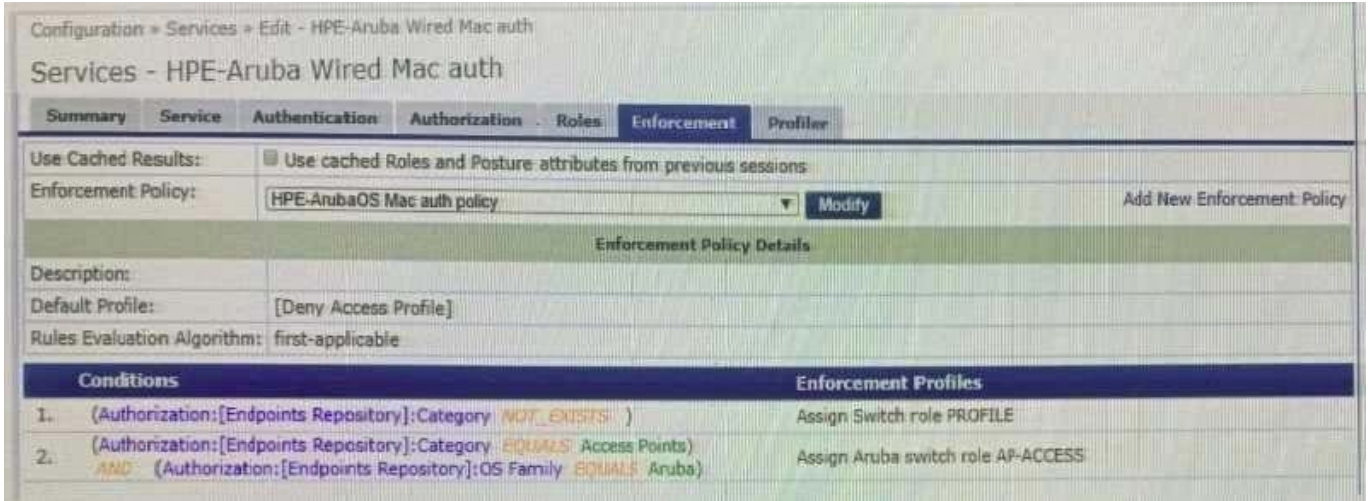 Configuration » Services » Edit - HPE-Aruba Wired Mac auth
Services - HPE-Aruba Wired Mac auth
Summary Service Authentication Authorization Roles Enforcement Profiler
Use Cached Results: Use cached Roles and Posture attributes from previous sessions
Enforcement Policy: HPE-ArubaOS Mac auth policy Modify Add New Enforcement Policy
Enforcement Policy Details
Description:
Default Profile: [Deny Access Profile]
Rules Evaluation Algorithm: first-applicable
Conditions Enforcement Profiles
1. (Authorization:[Endpoints Repository]:Category NOT_EXISTS ) Assign Switch role PROFILE
2. (Authorization:[Endpoints Repository]:Category EQUALS Access Points)
AND (Authorization:[Endpoints Repository]:OS Family EQUALS Aruba) Assign Aruba switch role AP-ACCESS